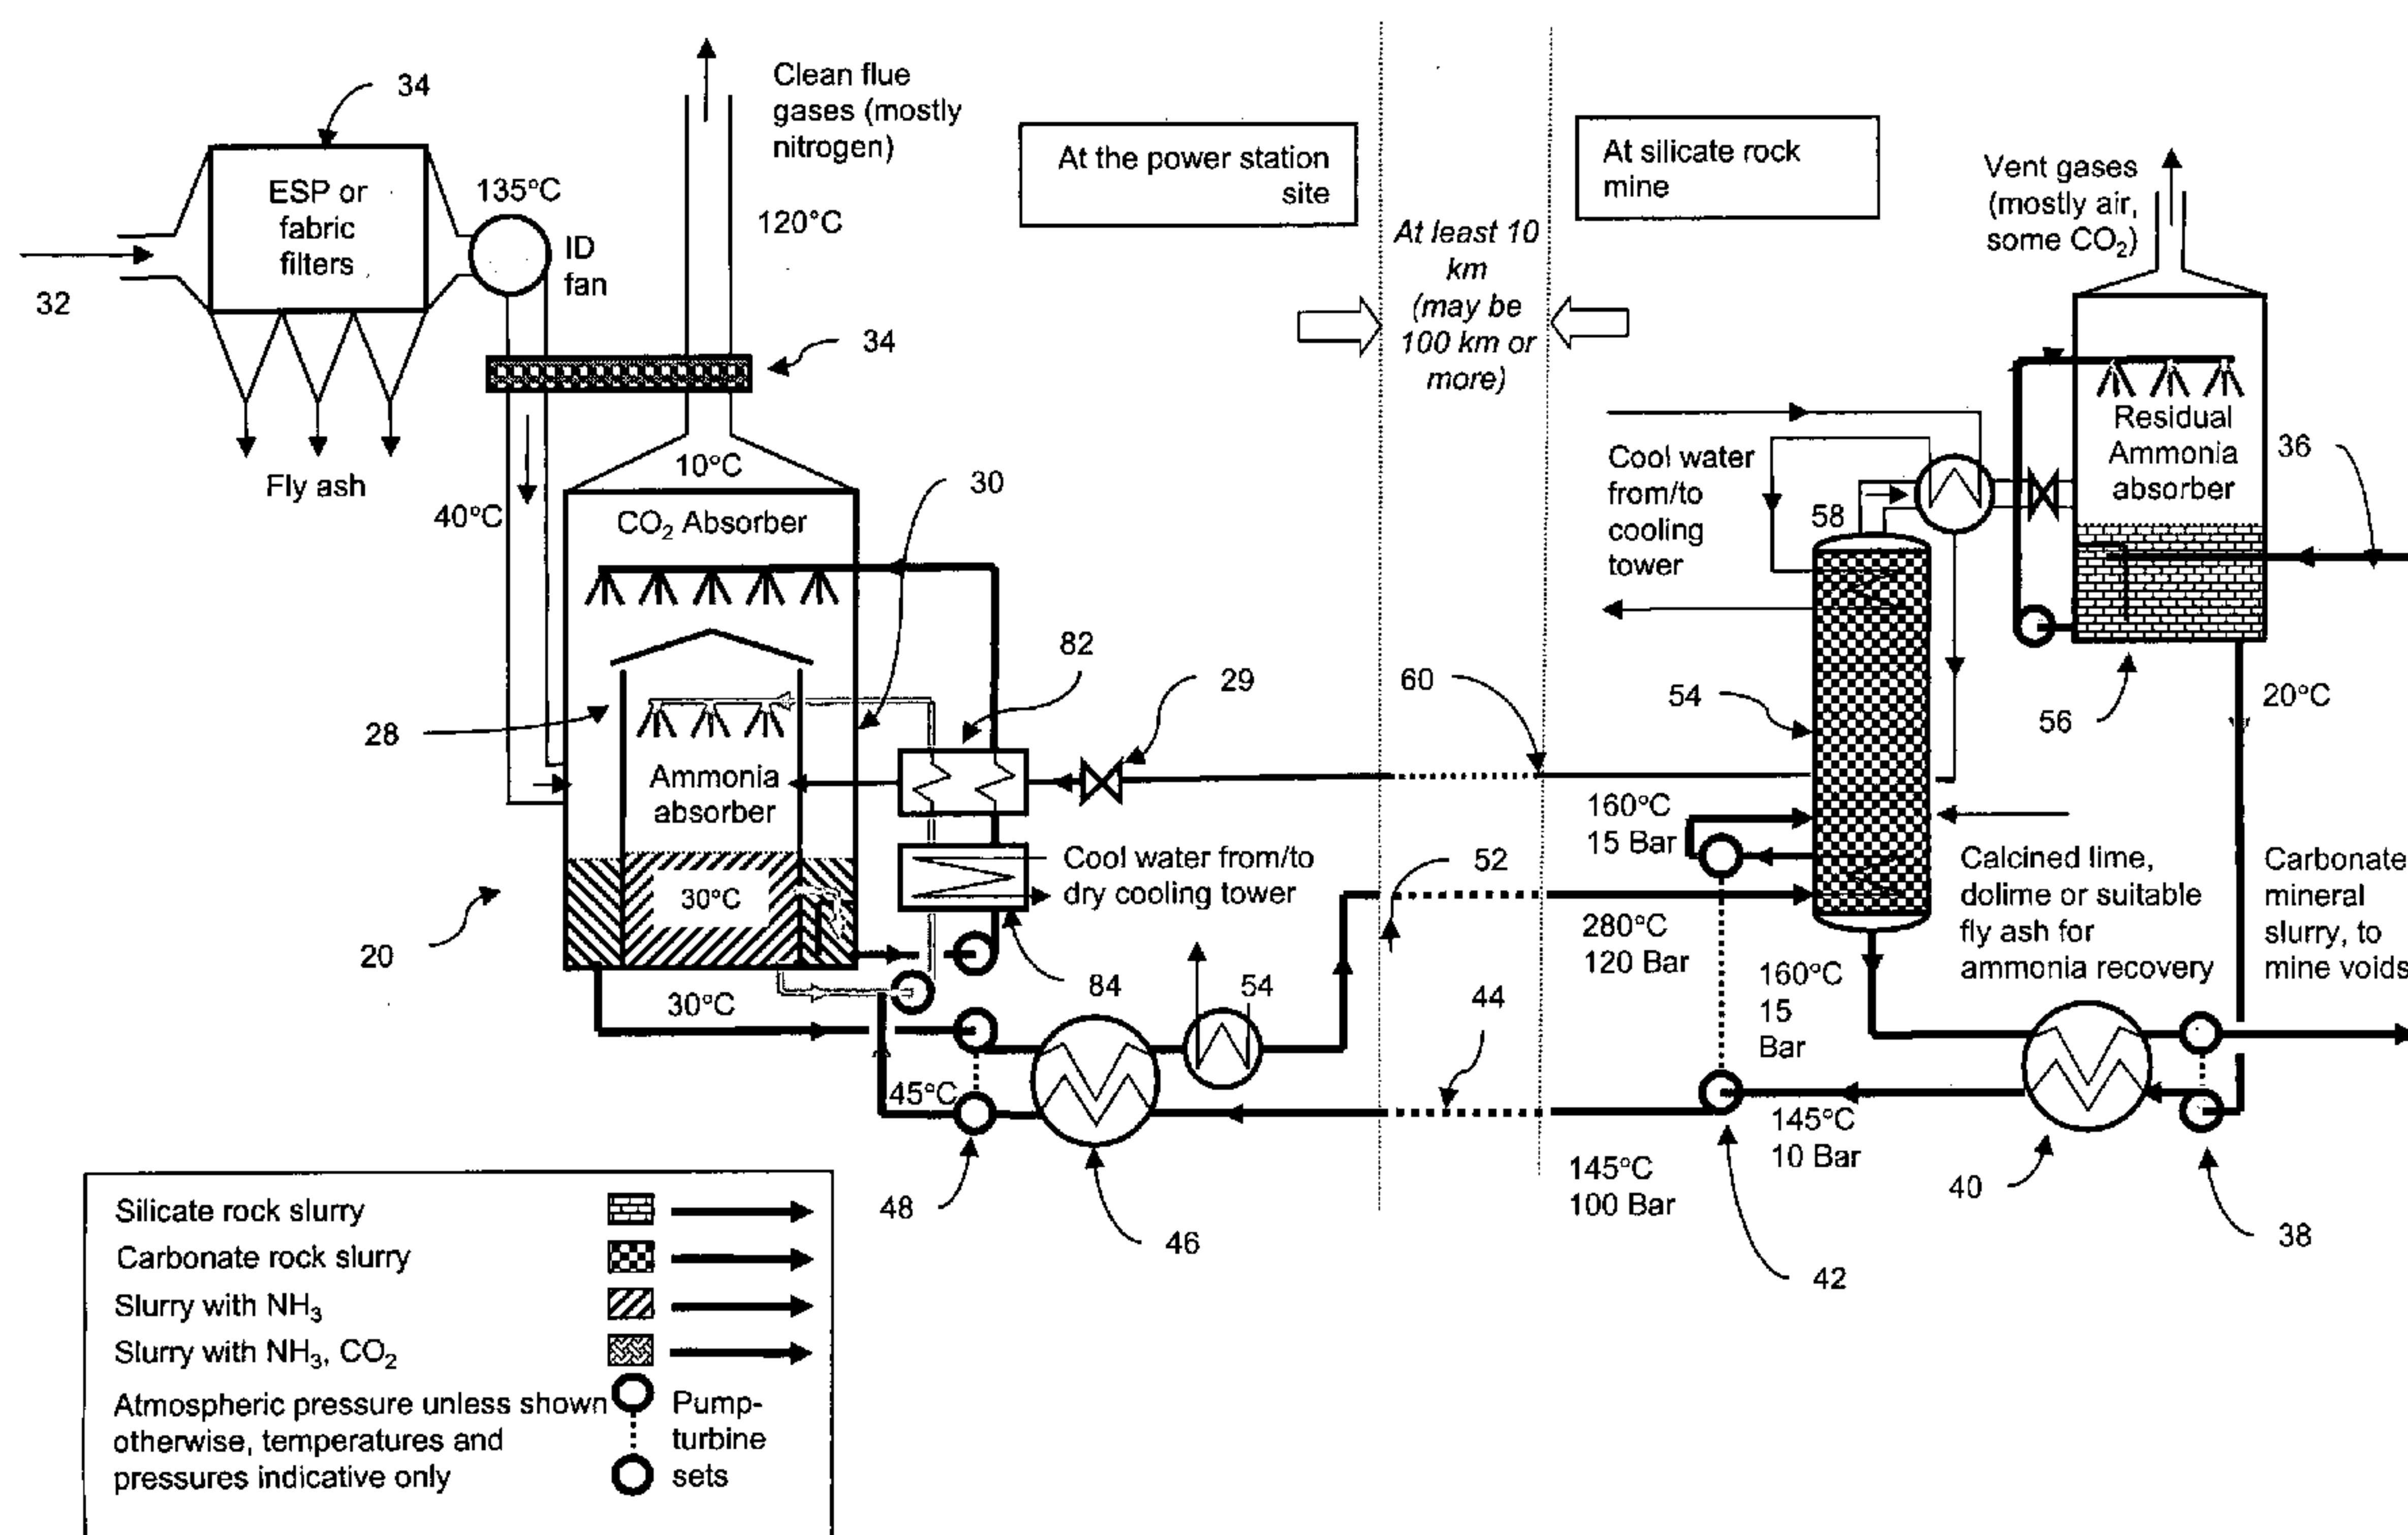 34
Clean flue
gases (mostly
nitrogen)
At the power station
site
At silicate rock
mine
Vent gases
(mostly air,
some CO₂)
ESP or
fabric
filters
135°C
ID
fan
120°C
At least 10
km
(may be
100 km or
more)
32
34
Fly ash
10°C
40°C
CO₂ Absorber
30
Cool water
from/to
cooling
tower
58
Residual
Ammonia
absorber
36
82
29
60
54
56
20°C
28
Ammonia
absorber
160°C
15 Bar
30°C
Cool water from/to
dry cooling tower
52
Calcined lime,
dolime or suitable
fly ash for
ammonia recovery
Carbonate
mineral
slurry, to
mine voids
20
280°C
120 Bar
160°C
15
Bar
30°C
84
54
44
45°C
145°C
10 Bar
145°C
100 Bar
48
46
40
38
42
Silicate rock slurry
Carbonate rock slurry
Slurry with NH₃
Slurry with NH₃, CO₂
Atmospheric pressure unless shown
otherwise, temperatures and
pressures indicative only
Pump-
turbine
sets